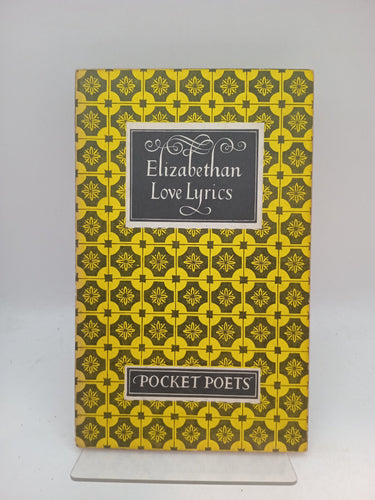 Elizabethan
Love Lyrics
POCKET POETS